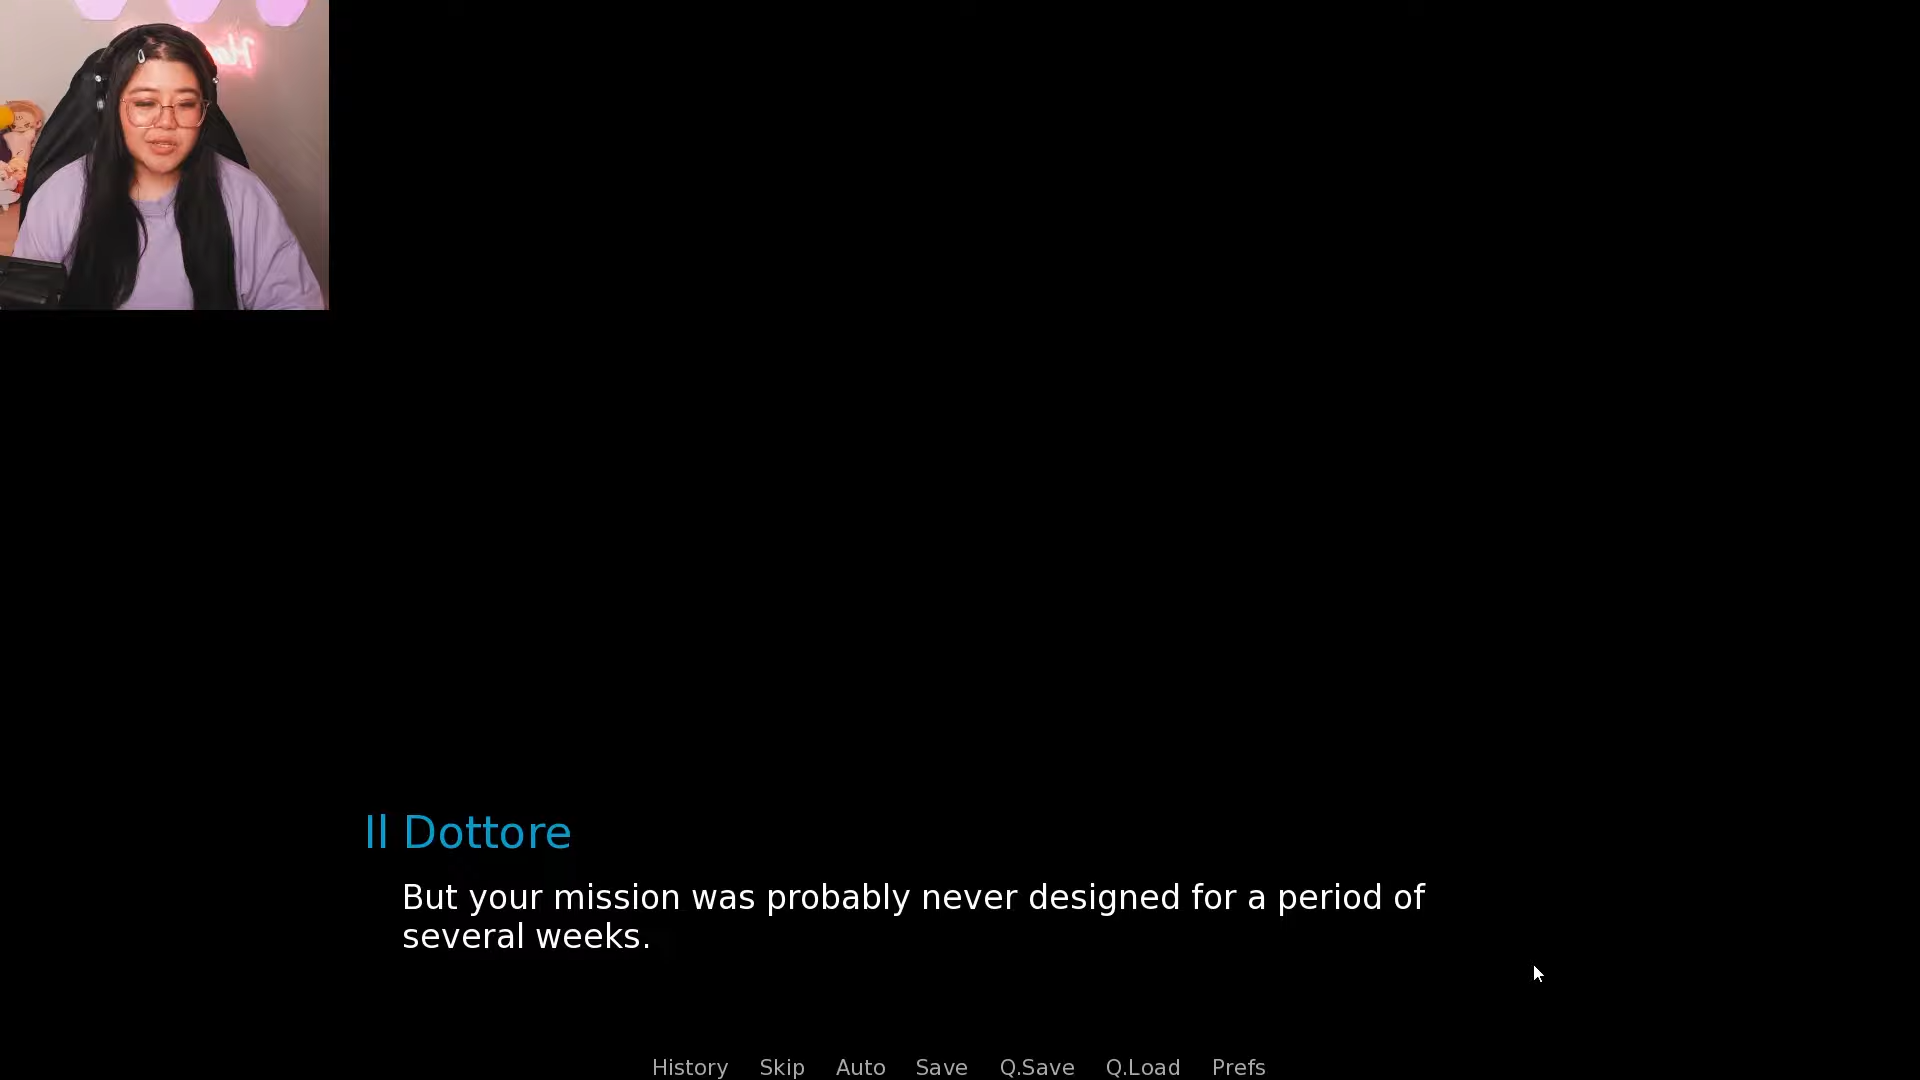 Il Dottore
But your mission was probably never designed for a period of
several weeks.
History Skip Auto Save Q.Save Q.Load Prefs